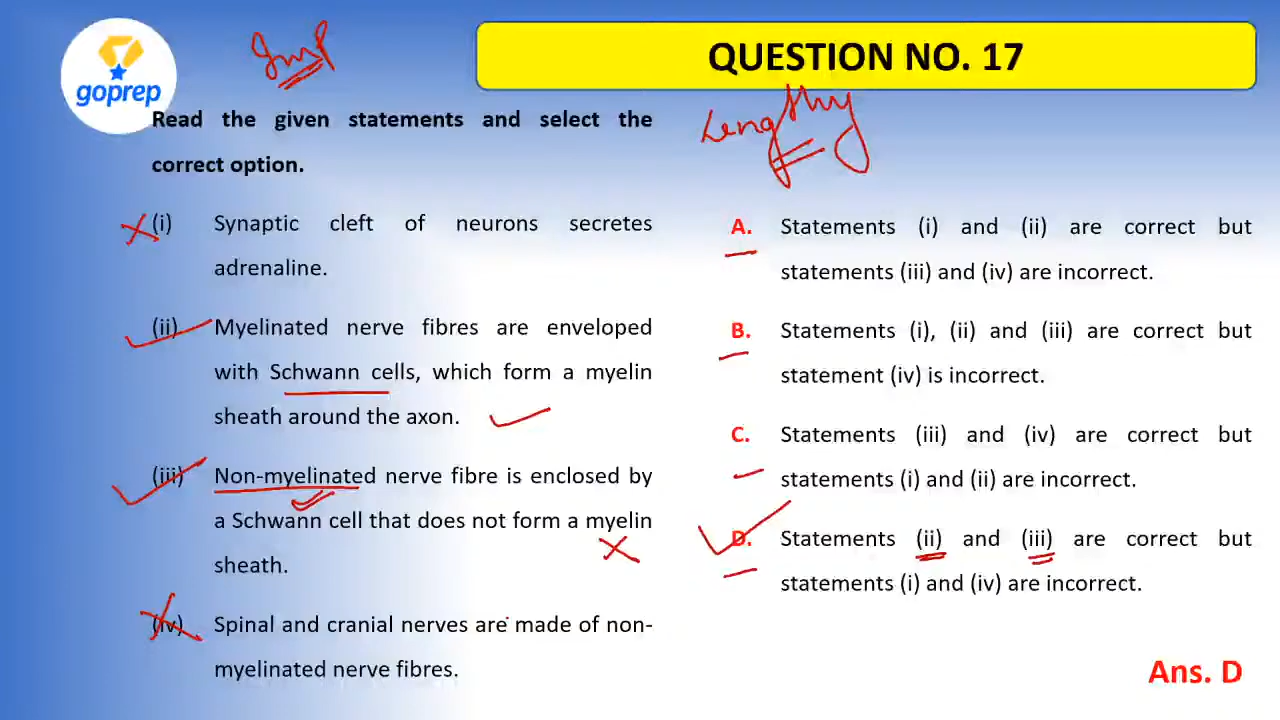 goprep
Imp
QUESTION NO. 17
Lengthy
Read the given statements and select the
correct option.
(i) Synaptic cleft of neurons secretes
adrenaline.
(ii) Myelinated nerve fibres are enveloped
with Schwann cells, which form a myelin
sheath around the axon.
(iii) Non-myelinated nerve fibre is enclosed by
a Schwann cell that does not form a myelin
sheath.
(iv) Spinal and cranial nerves are made of non-
myelinated nerve fibres.
A. Statements (i) and (ii) are correct but
statements (iii) and (iv) are incorrect.
B. Statements (i), (ii) and (iii) are correct but
statement (iv) is incorrect.
C. Statements (iii) and (iv) are correct but
statements (i) and (ii) are incorrect.
D. Statements (ii) and (iii) are correct but
statements (i) and (iv) are incorrect.
Ans. D